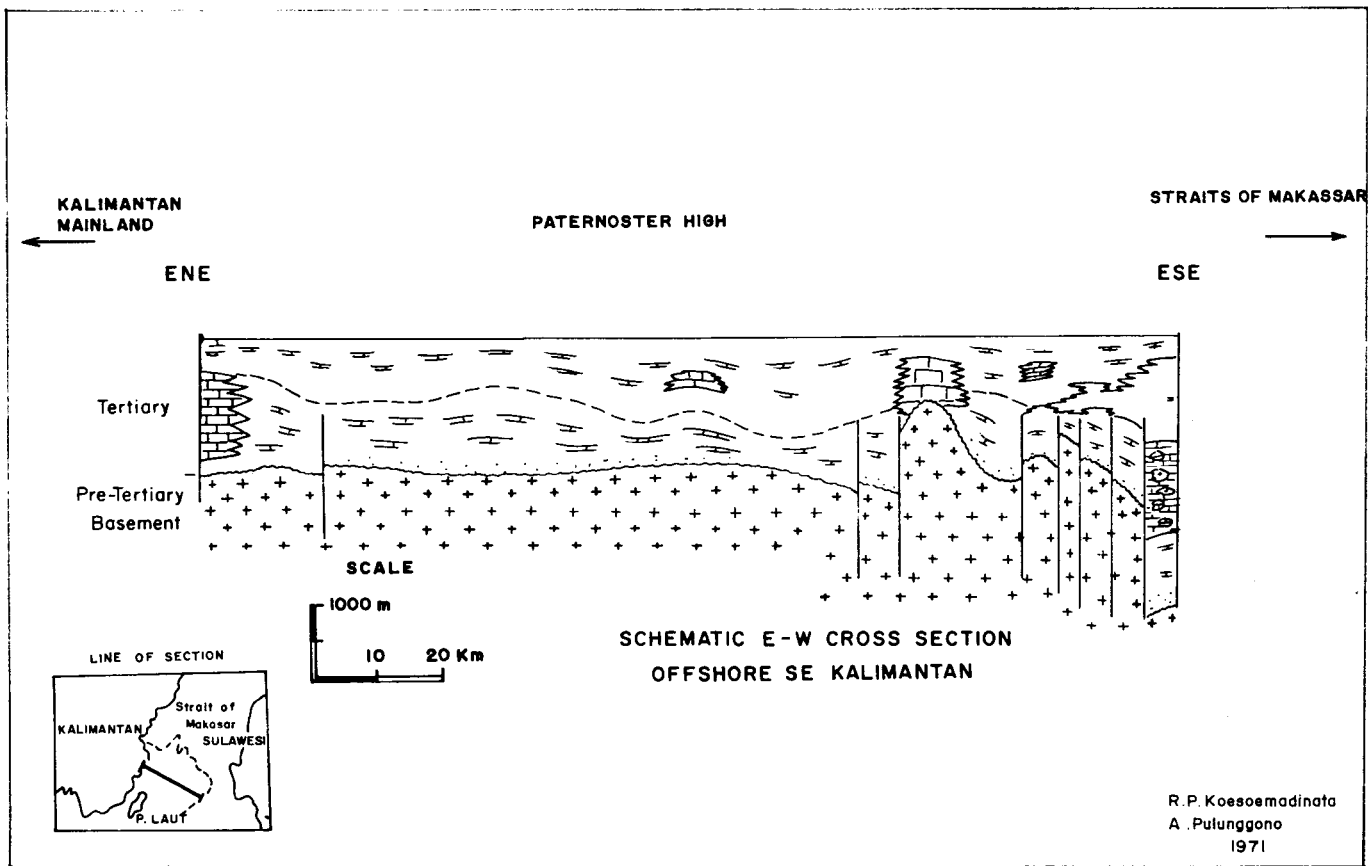 KALIMANTAN
MAINLAND
PATERNOSTER HIGH
STRAITS OF MAKASSAR
ENE
ESE
Tertiary
Pre-Tertiary
Basement
SCALE
1000 m
10
20 Km
SCHEMATIC E-W CROSS SECTION
OFFSHORE SE KALIMANTAN
LINE OF SECTION
Strait of
Makasar
KALIMANTAN
SULAWESI
P. LAUT
R.P. Koesoemadinata
A. Pulunggono
1971